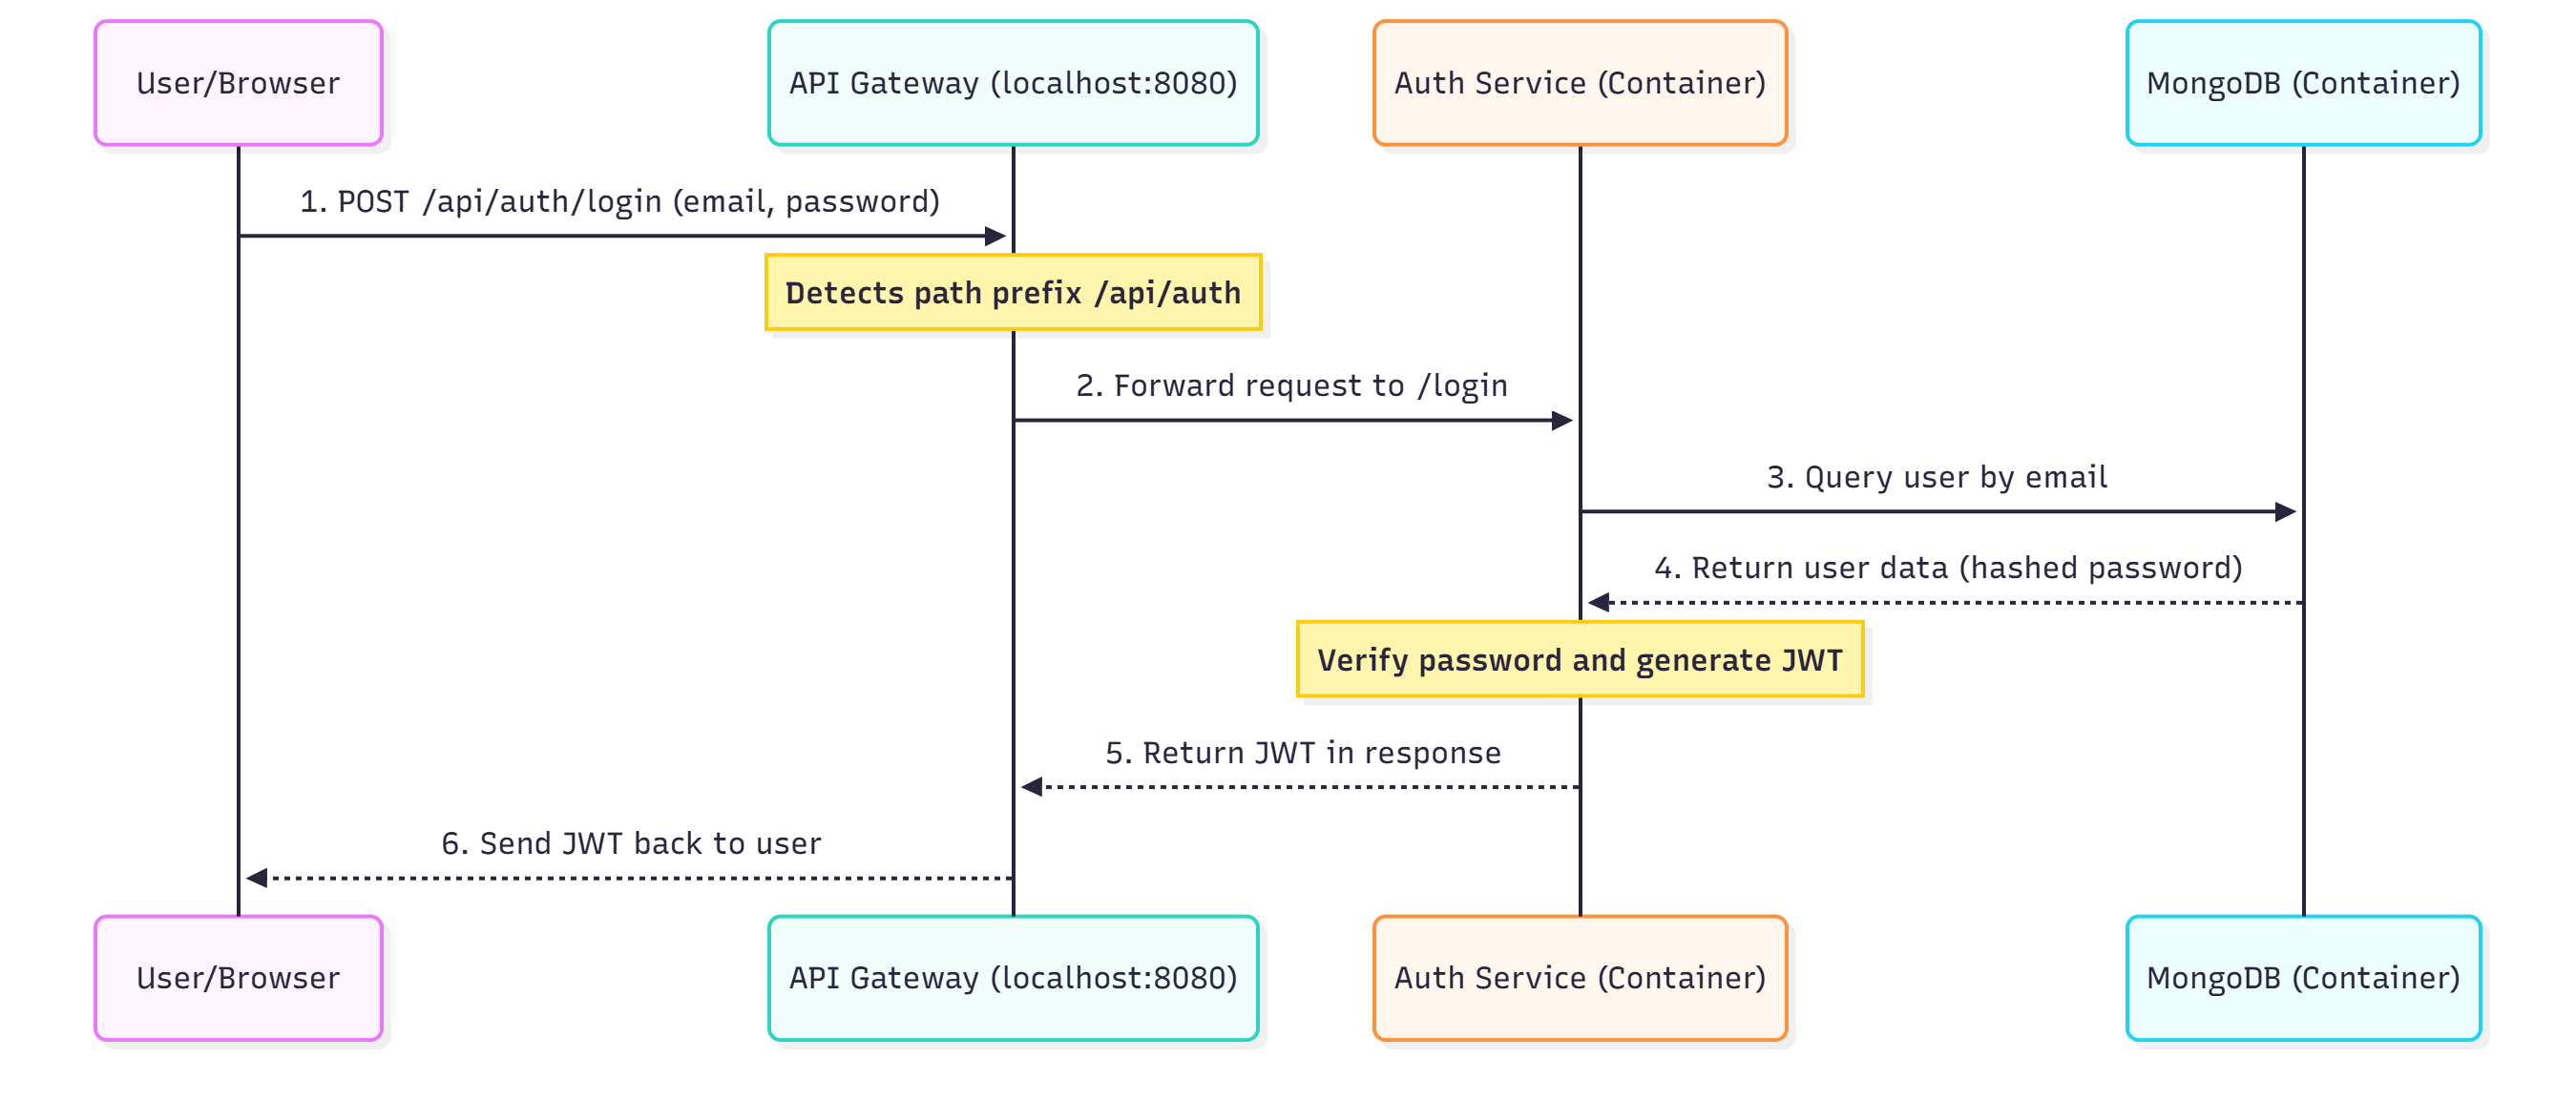 User/Browser
API Gateway (localhost:8080)
Auth Service (Container)
MongoDB (Container)
1. POST /api/auth/login (email, password)
Detects path prefix /api/auth
2. Forward request to /login
3. Query user by email
4. Return user data (hashed password)
Verify password and generate JWT
5. Return JWT in response
6. Send JWT back to user
User/Browser
API Gateway (localhost:8080)
Auth Service (Container)
MongoDB (Container)